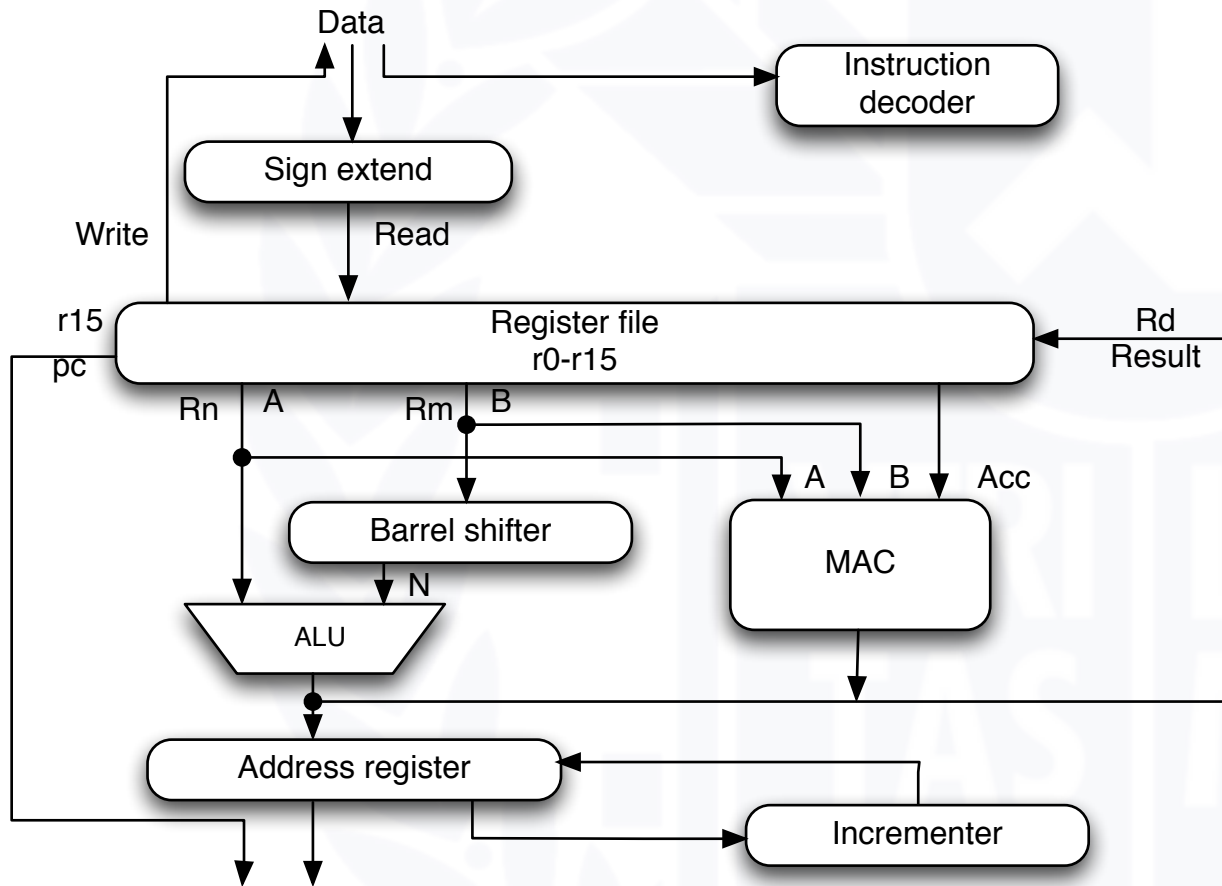 Data
Instruction
decoder
Sign extend
Write
Read
r15
pc
Register file
r0-r15
Rd
Result
Rn
A
Rm
B
A
B
Acc
Barrel shifter
MAC
N
ALU
Address register
Incrementer